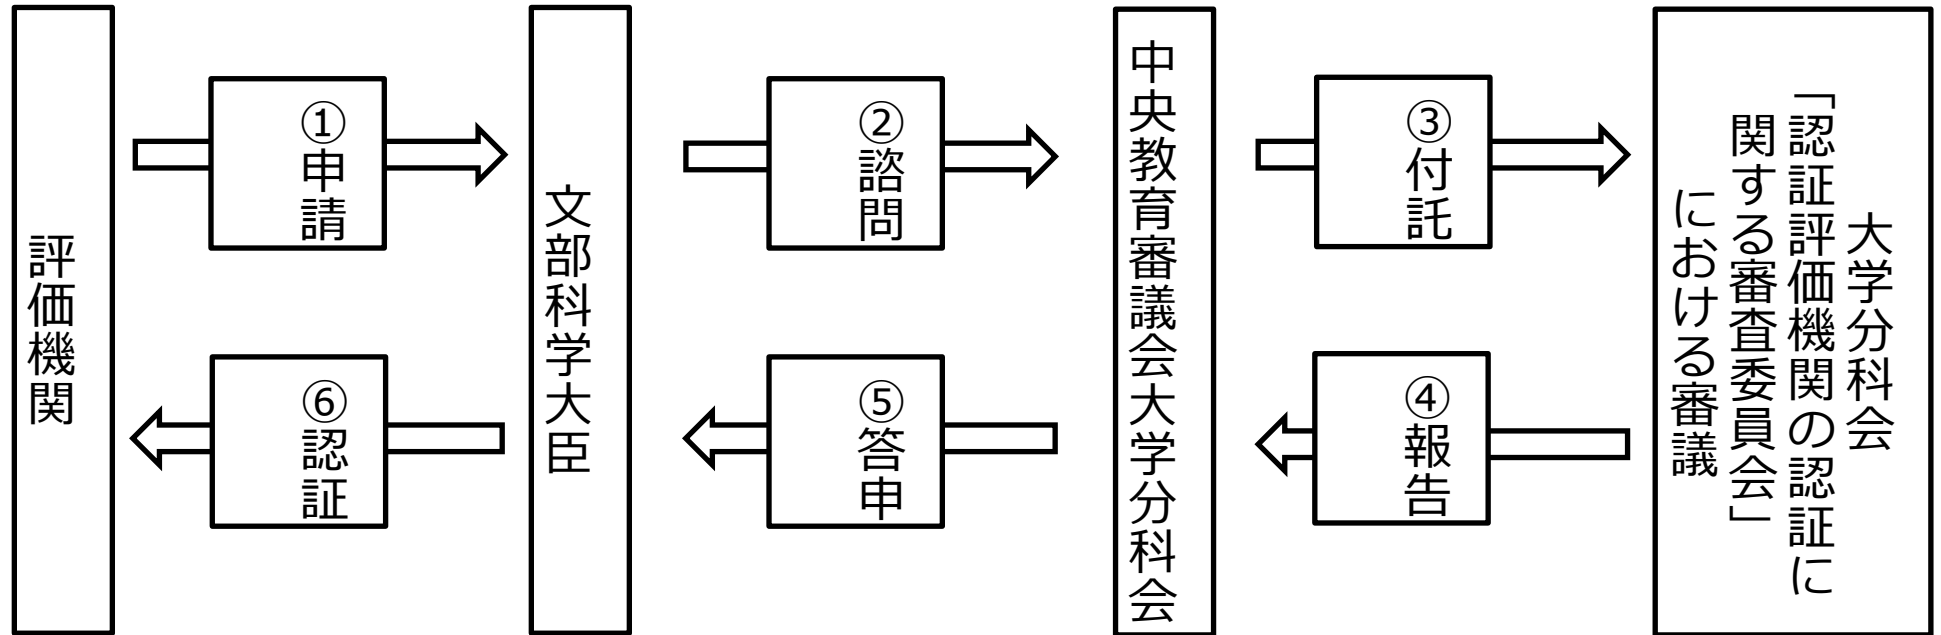 評価機関
①申請
⑥認証
文部科学大臣
②諮問
⑤答申
中央教育審議会大学分科会
③付託
④報告
大学分科会
「認証評価機関の認証に
関する審査委員会」
における審議